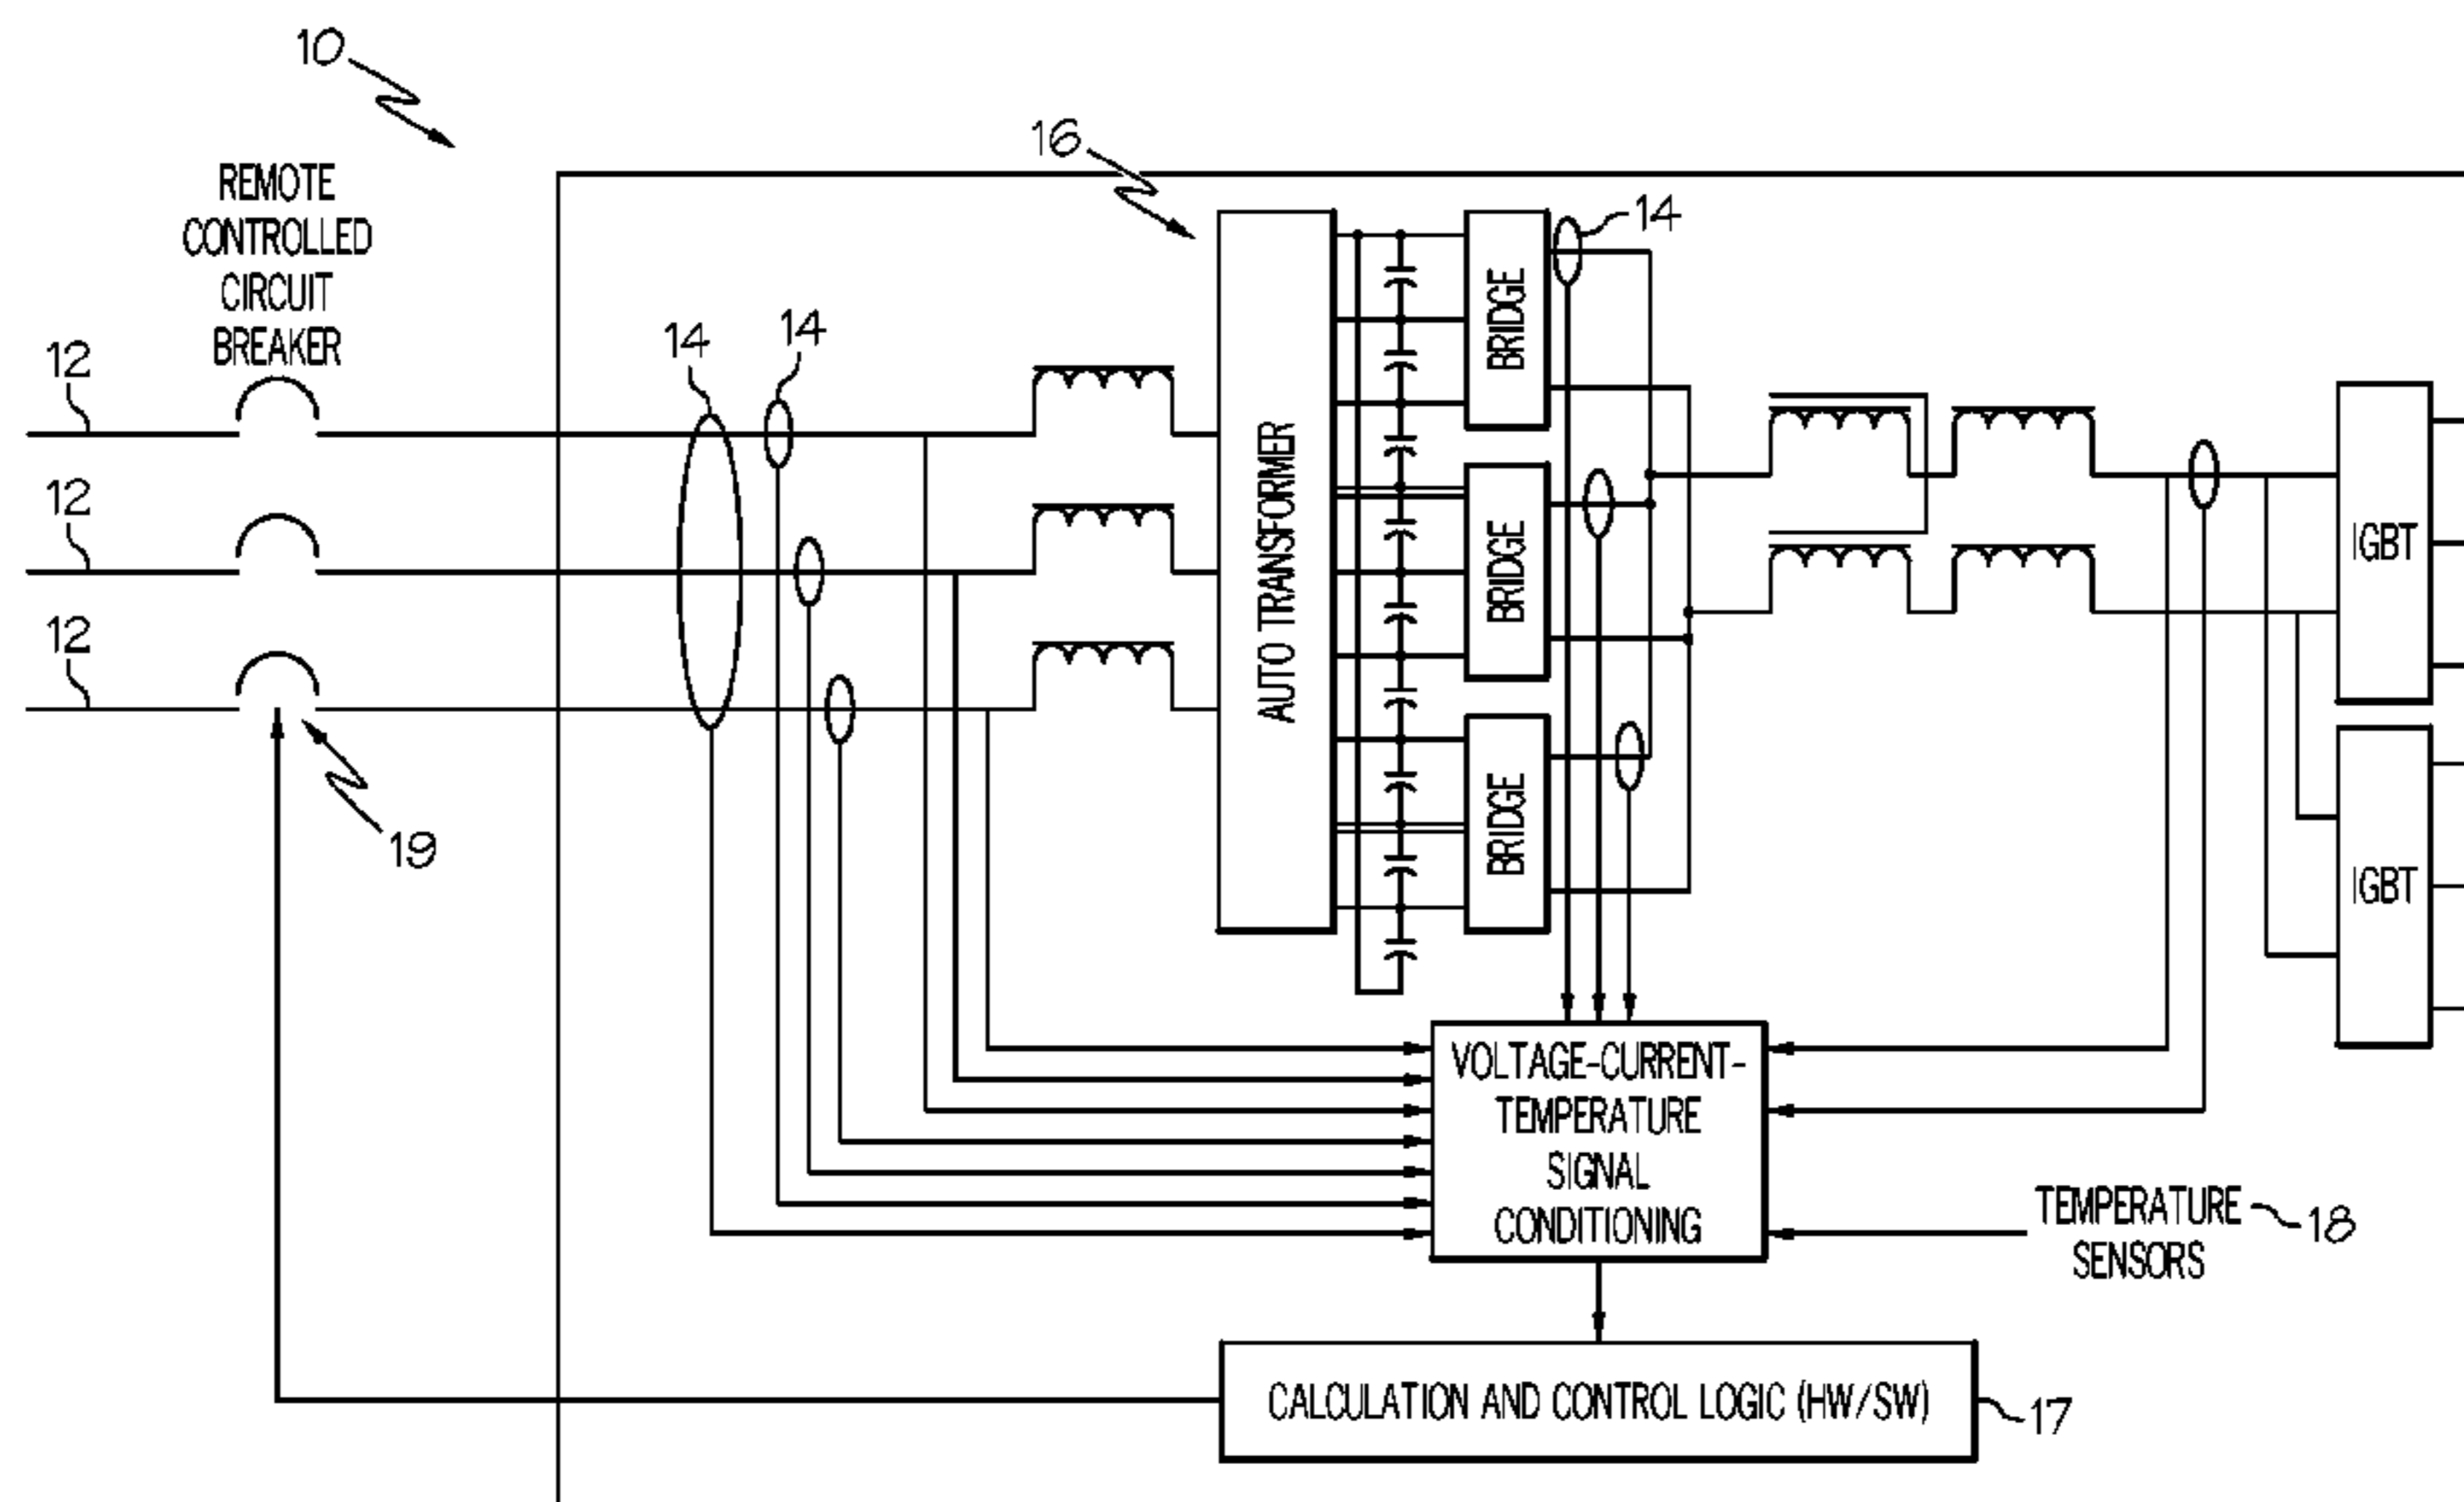 10
REMOTE
CONTROLLED
CIRCUIT
BREAKER
12
12
12
19
14
14
16
AUTO TRANSFORMER
BRIDGE
BRIDGE
BRIDGE
14
IGBT
IGBT
VOLTAGE-CURRENT-
TEMPERATURE
SIGNAL
CONDITIONING
TEMPERATURE
SENSORS
18
CALCULATION AND CONTROL LOGIC (HW/SW)
17